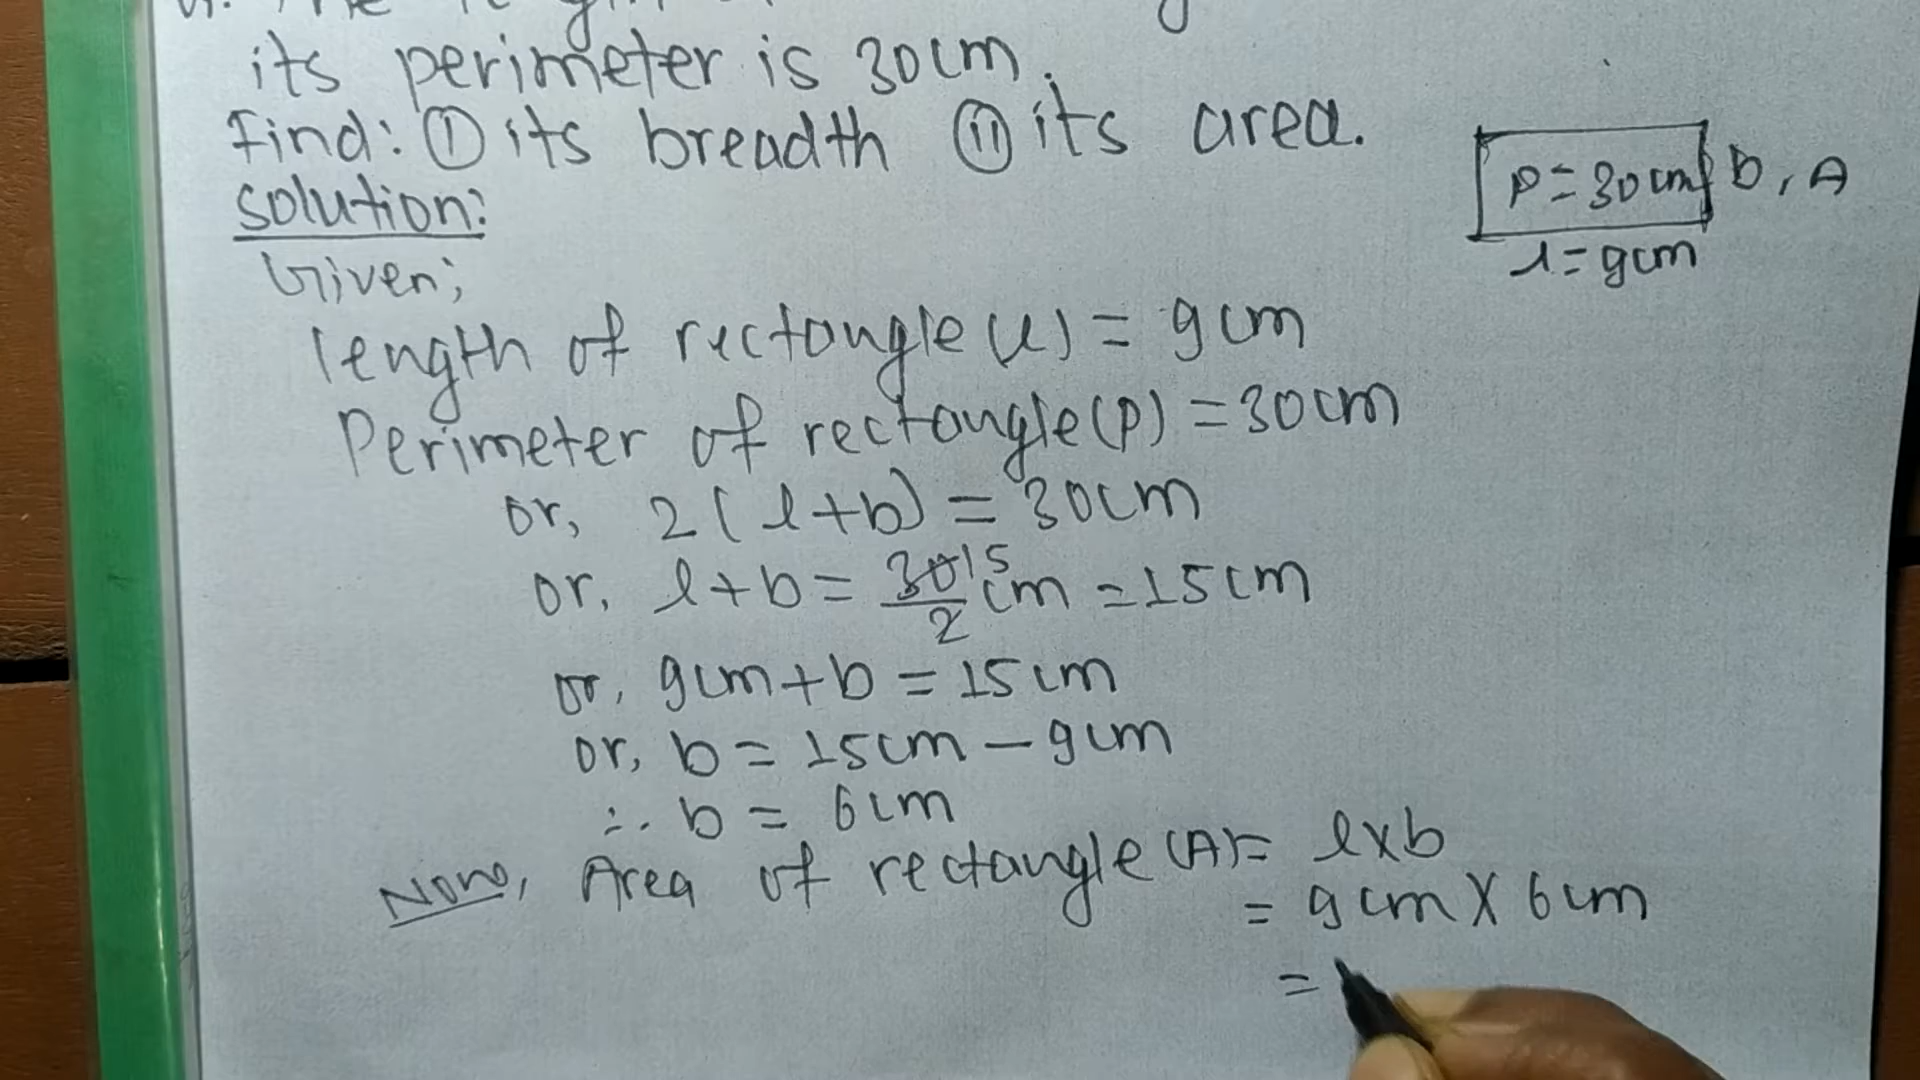 its perimeter is 30cm.
Find: (i) its breadth (ii) its area.
Solution:
P = 30cm b, A
l = 9cm
Given;
length of rectangle (l) = 9cm
Perimeter of rectangle (P) = 30cm
or, 2(l+b) = 30cm
or, l+b = 30/2 15 cm = 15cm
or, 9cm+b = 15cm
or, b = 15cm - 9cm
∴ b = 6cm
Now, Area of rectangle (A) = l×b
= 9cm × 6cm
=